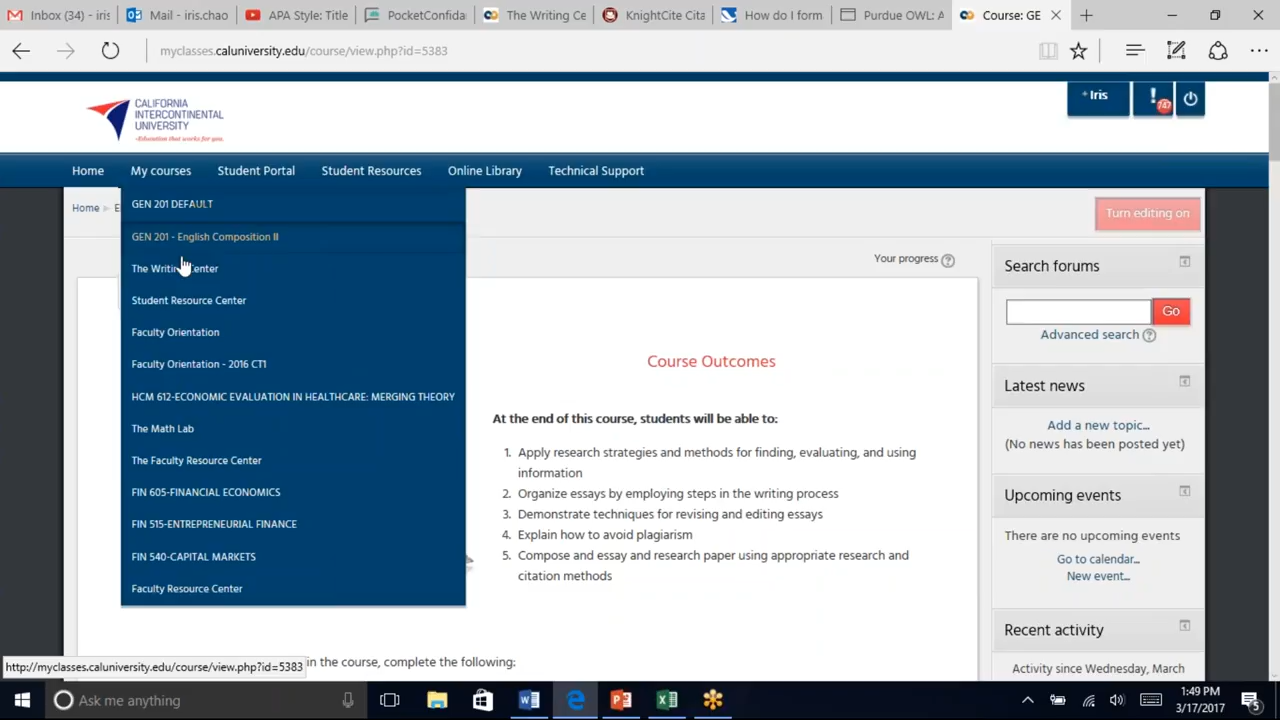 Inbox (34) - iris
Mail - iris.chao
APA Style: Title
PocketConfida
The Writing Ce
KnightCite Cita
How do I form
Purdue OWL: A
Course: GE
myclasses.caluniversity.edu/course/view.php?id=5383
CALIFORNIA
INTERCONTINENTAL
UNIVERSITY
-Education that works for you.
Iris
747
Home
My courses
Student Portal
Student Resources
Online Library
Technical Support
Home
GEN 201 DEFAULT
GEN 201 - English Composition II
The Writing Center
Student Resource Center
Faculty Orientation
Faculty Orientation - 2016 CT1
HCM 612-ECONOMIC EVALUATION IN HEALTHCARE: MERGING THEORY
The Math Lab
The Faculty Resource Center
FIN 605-FINANCIAL ECONOMICS
FIN 515-ENTREPRENEURIAL FINANCE
FIN 540-CAPITAL MARKETS
Faculty Resource Center
Turn editing on
Your progress
Course Outcomes
At the end of this course, students will be able to:
1. Apply research strategies and methods for finding, evaluating, and using
information
2. Organize essays by employing steps in the writing process
3. Demonstrate techniques for revising and editing essays
4. Explain how to avoid plagiarism
5. Compose and essay and research paper using appropriate research and
citation methods
in the course, complete the following:
Search forums
Go
Advanced search
Latest news
Add a new topic...
(No news has been posted yet)
Upcoming events
There are no upcoming events
Go to calendar...
New event...
Recent activity
Activity since Wednesday, March
http://myclasses.caluniversity.edu/course/view.php?id=5383
Ask me anything
1:49 PM
3/17/2017
5